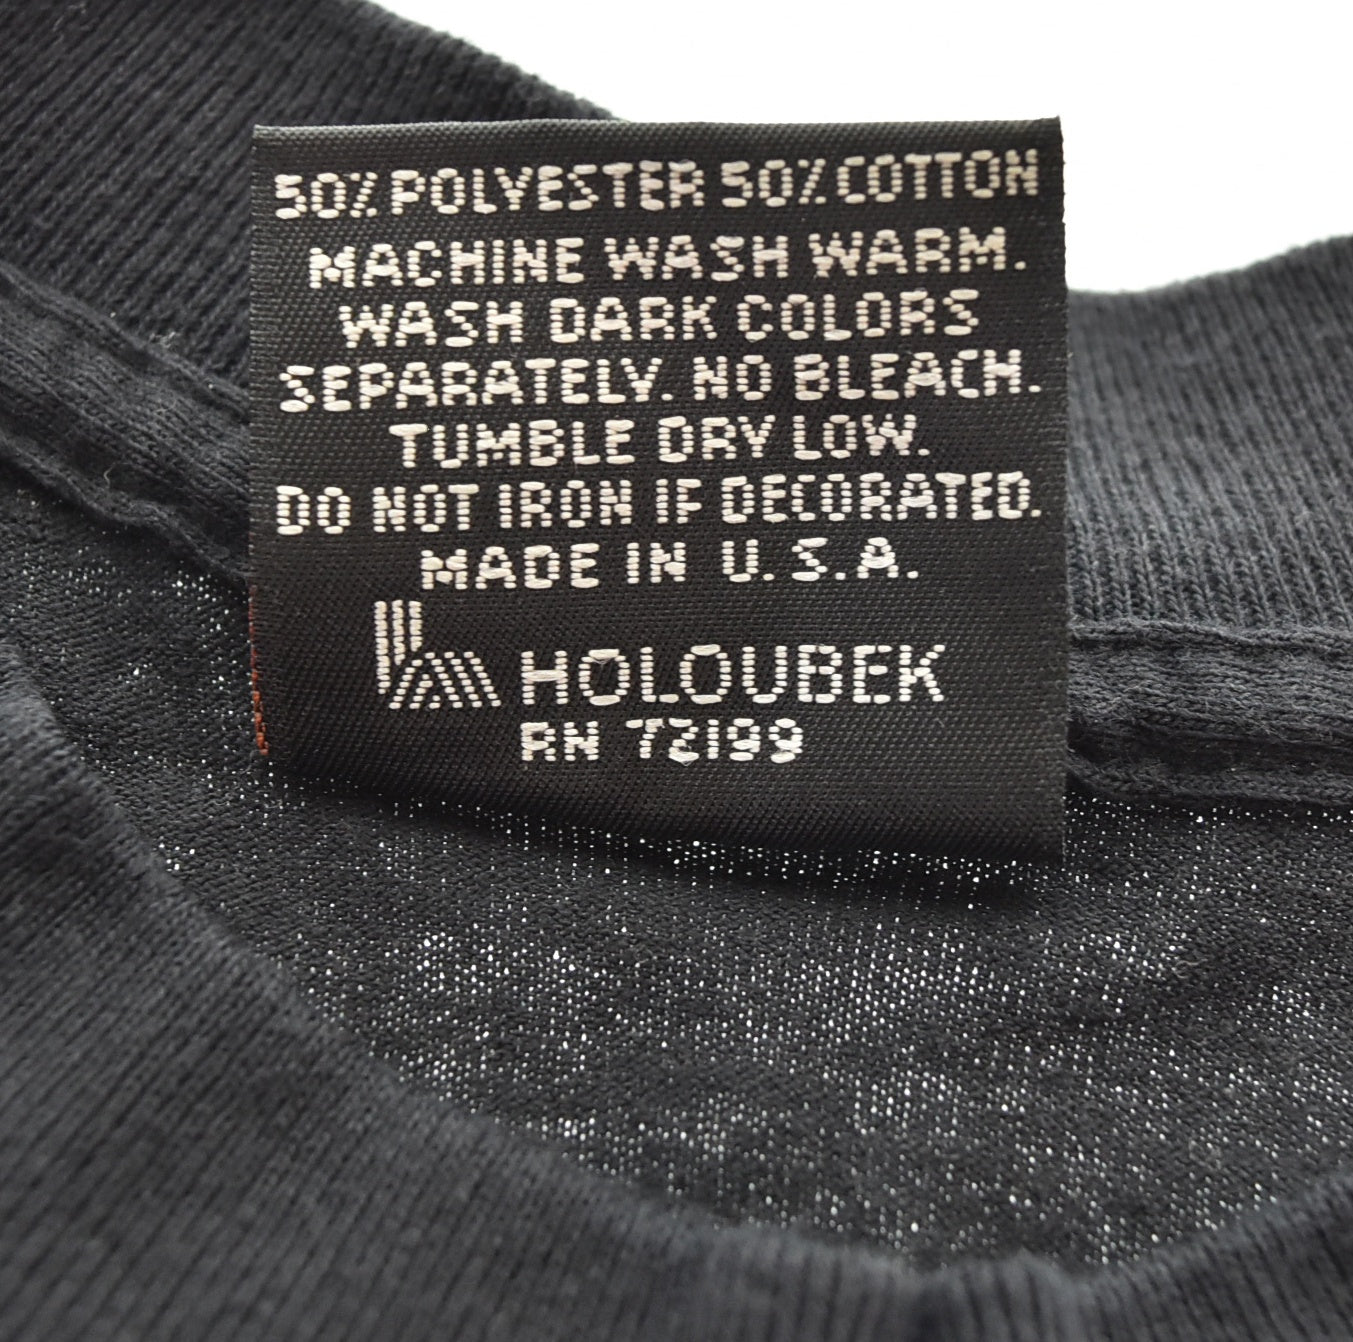 50% POLYESTER 50% COTTON
MACHINE WASH WARM.
WASH DARK COLORS
SEPARATELY. NO BLEACH.
TUMBLE DRY LOW.
DO NOT IRON IF DECORATED.
MADE IN U.S.A.
HOLOUBEK
RN 72199